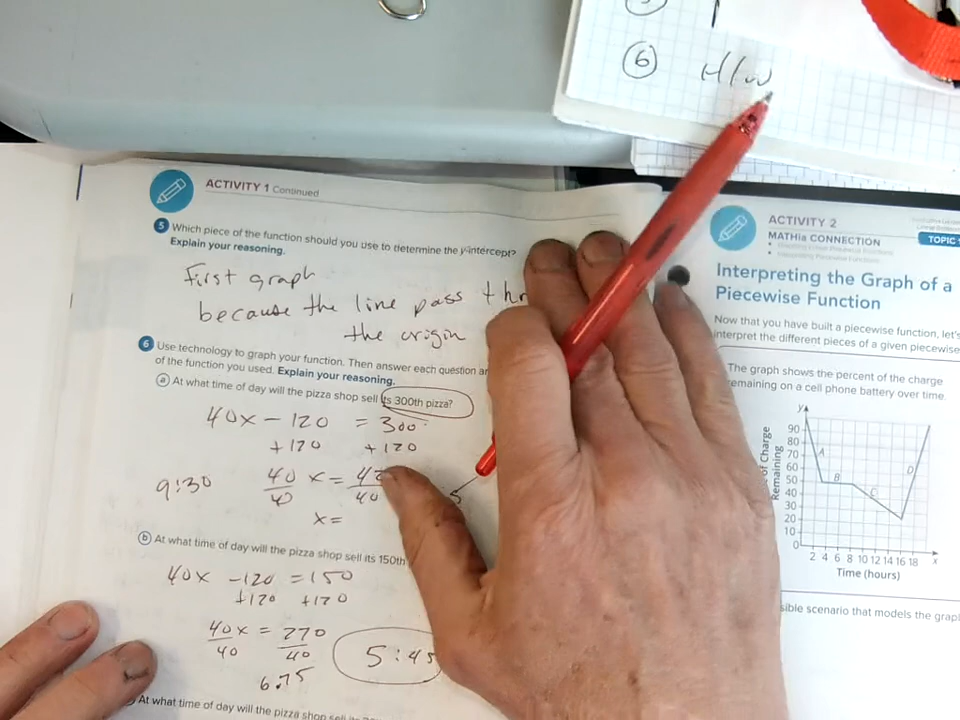 6 H/W
ACTIVITY 1 Continued
5 Which piece of the function should you use to determine the y-intercept?
Explain your reasoning.
First graph
because the line pass thr
the origin
6 Use technology to graph your function. Then answer each question
of the function you used. Explain your reasoning.
a At what time of day will the pizza shop sell its 300th pizza?
40x - 120 = 300
+120 +120
9:30
40 x = 42
40 40
x=
b At what time of day will the pizza shop sell its 150th
40x -120 = 150
+120 +120
40x = 270
40 40
6.75
5:45
At what time of day will the pizza shop sell its
ACTIVITY 2
MATHia CONNECTION
TOPIC
Interpreting the Graph of a
Piecewise Function
Now that you have built a piecewise function, let's
interpret the different pieces of a given piecewise
The graph shows the percent of the charge
remaining on a cell phone battery over time.
y
90
80
70
60
50
40
30
20
10
0
A
B
C
D
of Charge
Remaining
2 4 6 8 10 12 14 16 18 x
Time (hours)
sible scenario that models the grap